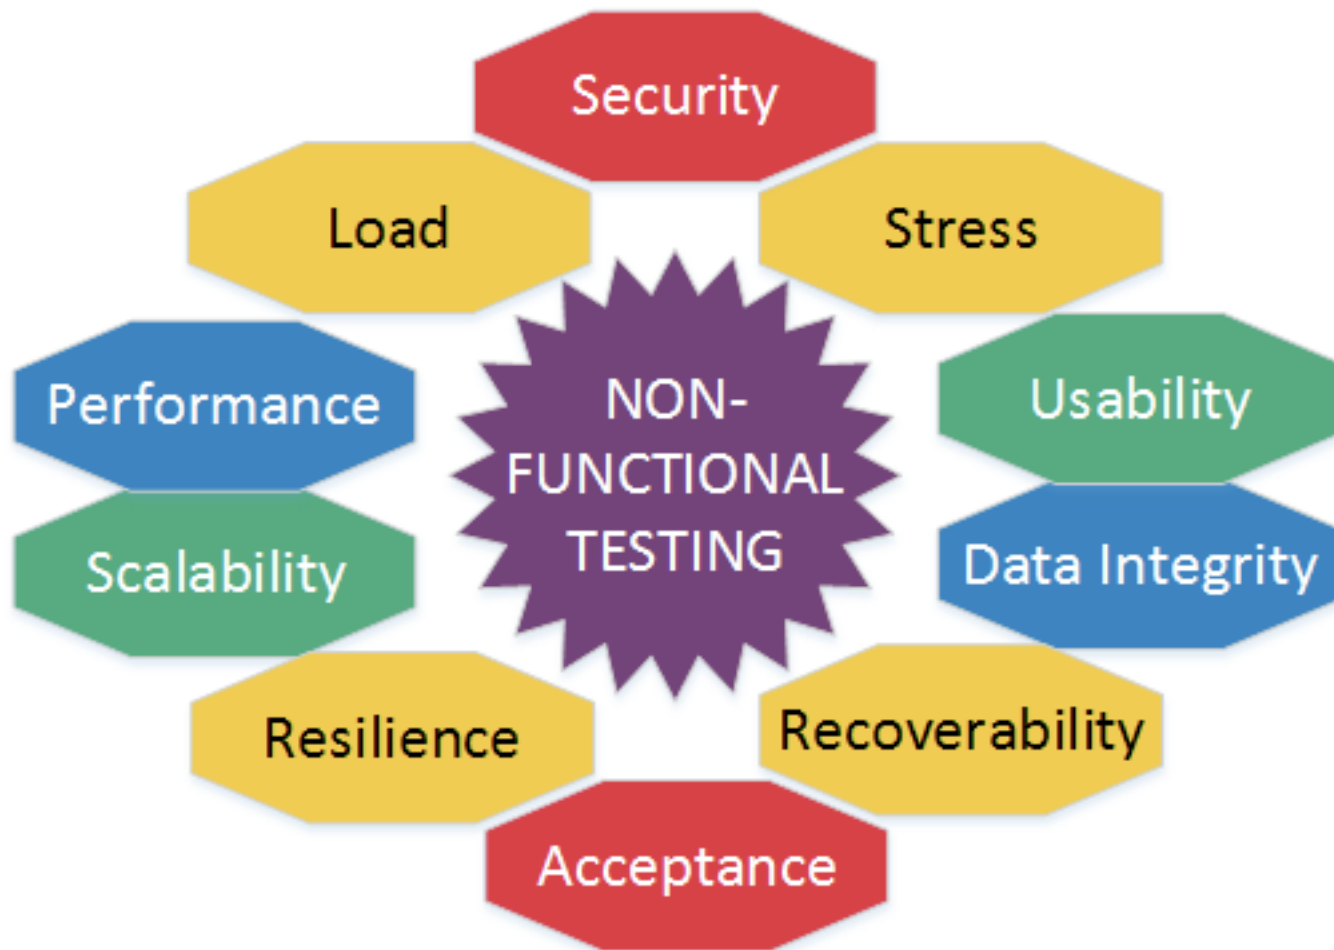 Security
Load
Stress
NON-
FUNCTIONAL
TESTING
Performance
Usability
Scalability
Data Integrity
Resilience
Recoverability
Acceptance